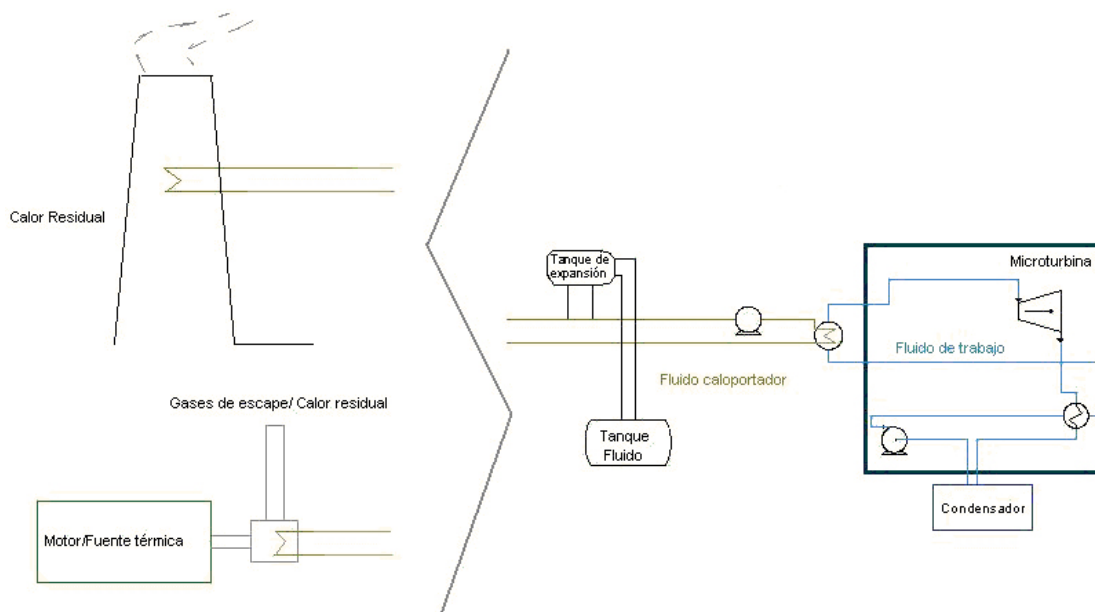 Calor Residual
Gases de escape/ Calor residual
Motor/Fuente térmica
Tanque de
expansión
Fluido caloportador
Tanque
Fluido
Microturbina
Fluido de trabajo
Condensador